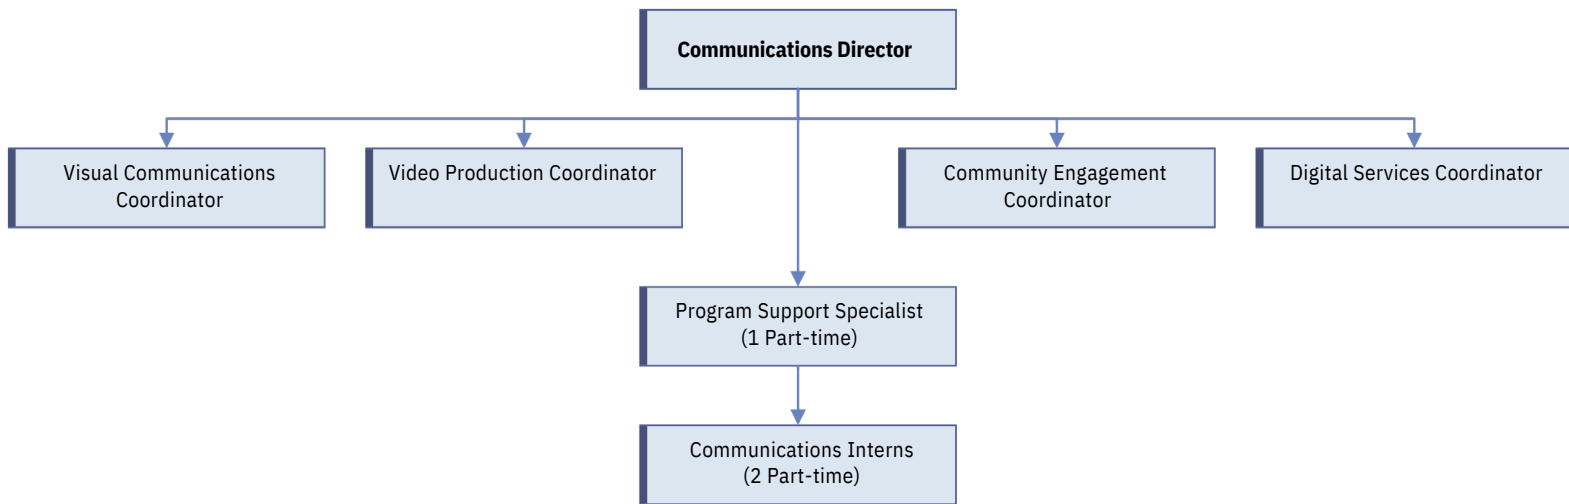 Communications Director
Visual Communications
Coordinator
Video Production Coordinator
Community Engagement
Coordinator
Digital Services Coordinator
Program Support Specialist
(1 Part-time)
Communications Interns
(2 Part-time)